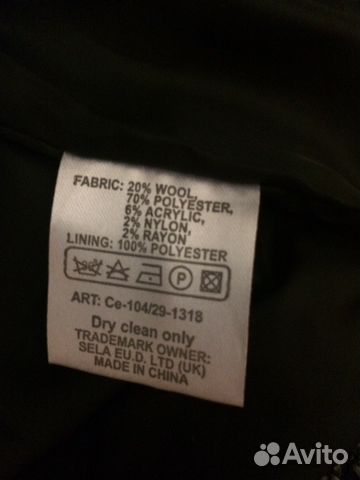 FABRIC: 20% WOOL,
70% POLYESTER,
6% ACRYLIC,
2% NYLON,
2% RAYON
LINING: 100% POLYESTER
P
ART: Ce-104/29-1318
Dry clean only
TRADEMARK OWNER:
SELA EU.D. LTD (UK)
MADE IN CHINA
Avito